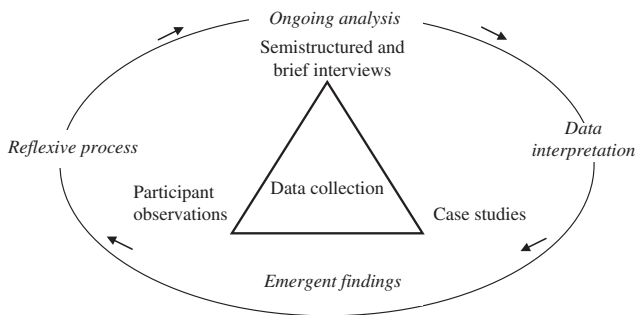 Ongoing analysis
Semistructured and
brief interviews
Reflexive process
Data
interpretation
Participant
observations
Data collection
Case studies
Emergent findings